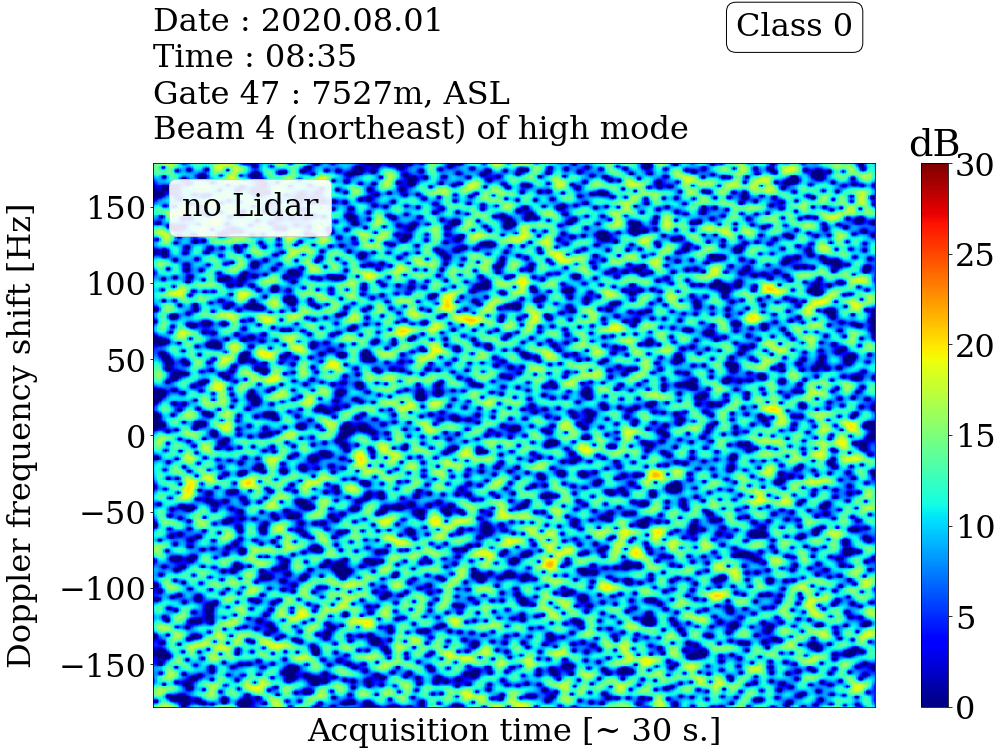 Date : 2020.08.01
Time : 08:35
Gate 47 : 7527m, ASL
Beam 4 (northeast) of high mode
Class 0
dB
no Lidar
Doppler frequency shift [Hz]
150
100
50
0
−50
−100
−150
Acquisition time [~ 30 s.]
30
25
20
15
10
5
0